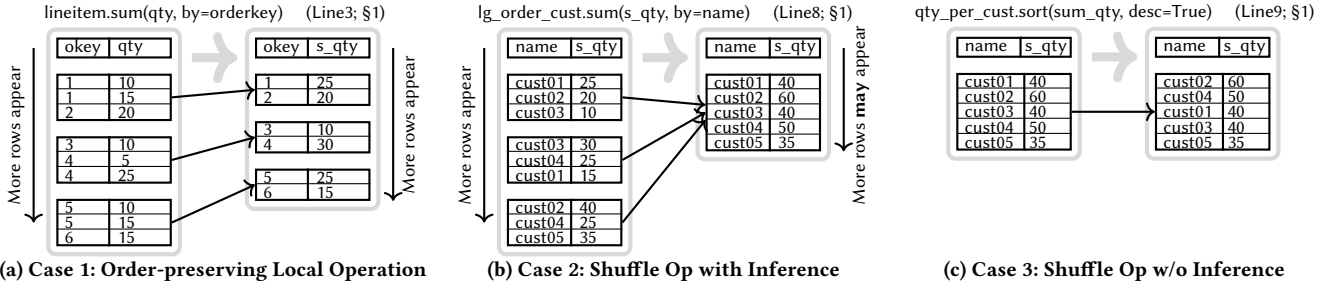 lineitem.sum(qty, by=orderkey) (Line3; §1)
okey qty
1 10
1 15
2 20
3 10
4 5
4 25
5 10
5 15
6 15
okey s_qty
1 25
2 20
3 10
4 30
5 25
6 15
More rows appear
More rows appear
(a) Case 1: Order-preserving Local Operation
lg_order_cust.sum(s_qty, by=name) (Line8; §1)
name s_qty
cust01 25
cust02 20
cust03 10
cust03 30
cust04 25
cust01 15
cust02 40
cust04 25
cust05 35
name s_qty
cust01 40
cust02 60
cust03 40
cust04 50
cust05 35
More rows appear
More rows may appear
(b) Case 2: Shuffle Op with Inference
qty_per_cust.sort(sum_qty, desc=True) (Line9; §1)
name s_qty
cust01 40
cust02 60
cust03 40
cust04 50
cust05 35
name s_qty
cust02 60
cust04 50
cust01 40
cust03 40
cust05 35
(c) Case 3: Shuffle Op w/o Inference